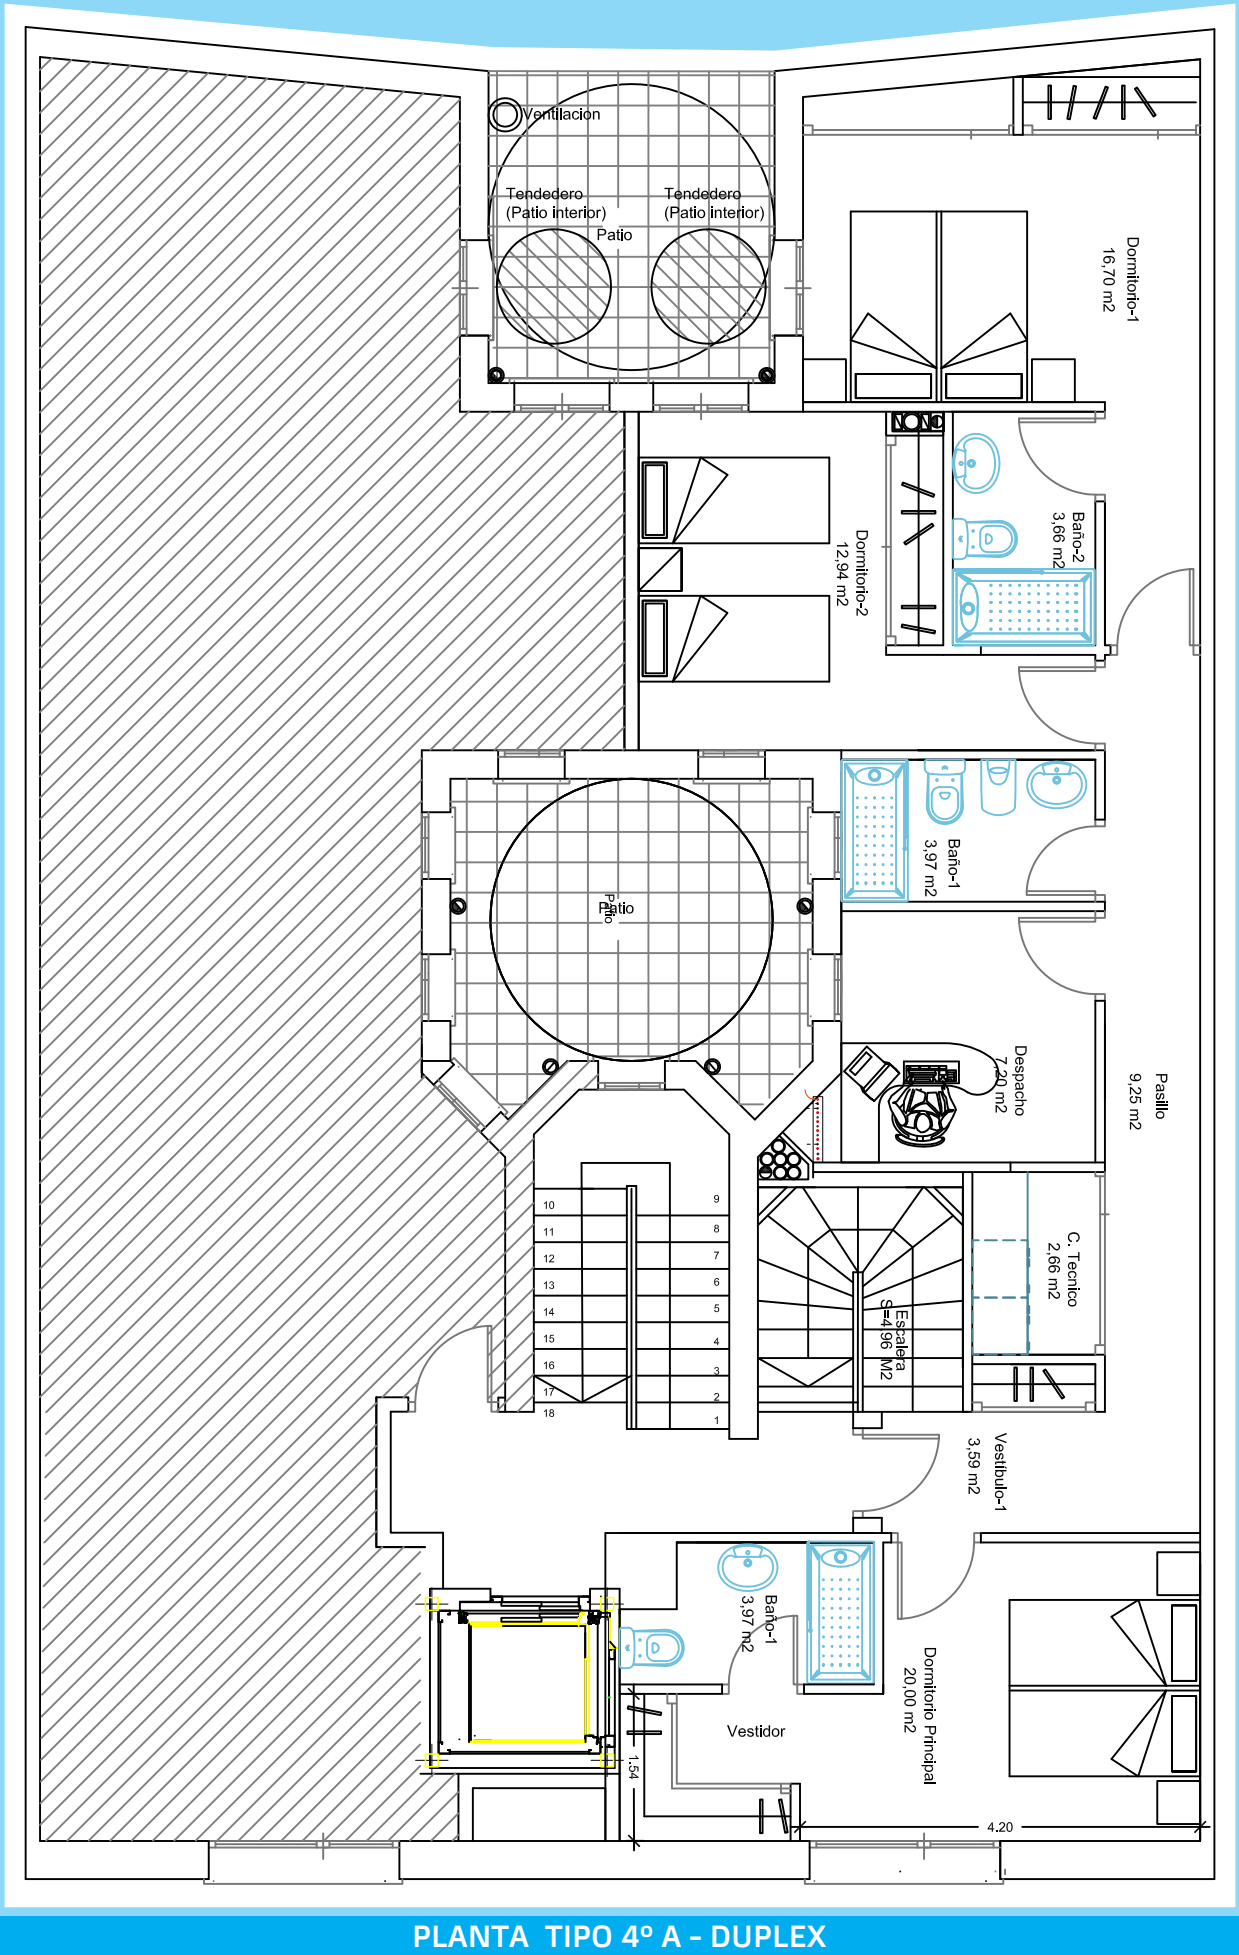 Ventilacion
Tendedero
(Patio interior)
Tendedero
(Patio interior)
Patio
Dormitorio-1
16,70 m2
Baño-2
3,66 m2
Dormitorio-2
12,94 m2
Baño-1
3,97 m2
Patio
Patio
Despacho
7,20 m2
Pasillo
9,25 m2
C. Tecnico
2,66 m2
Escalera
S=4,96 M2
10
11
12
13
14
15
16
17
18
9
8
7
6
5
4
3
2
1
Vestíbulo-1
3,59 m2
Baño-1
3,97 m2
Dormitorio Principal
20,00 m2
Vestidor
1.54
4.20
PLANTA TIPO 4º A - DUPLEX